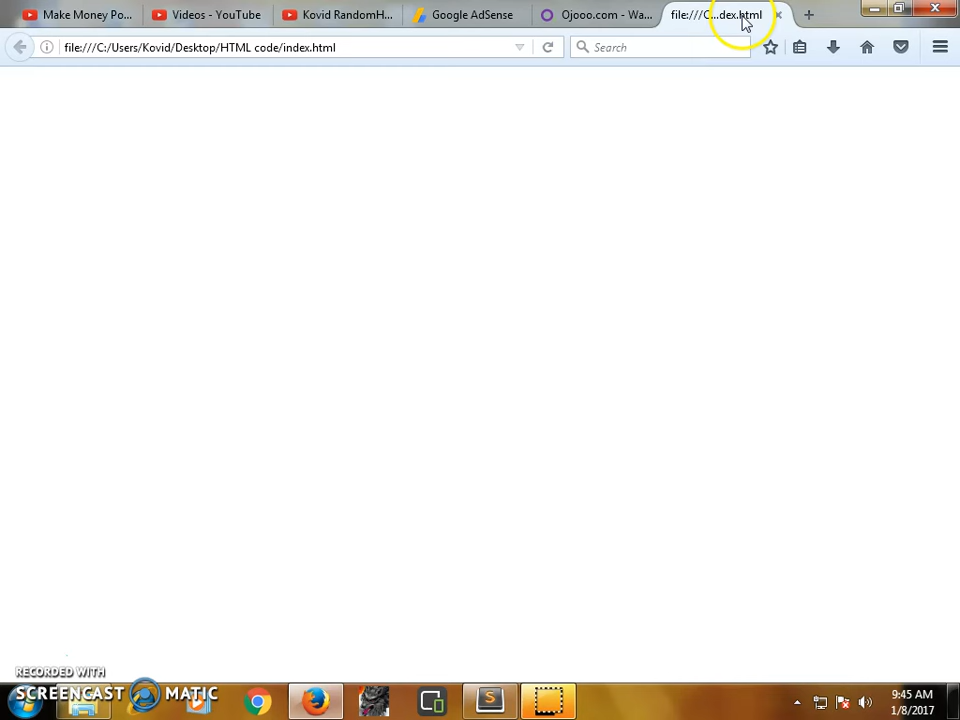 Make Money Po...
Videos - YouTube
Kovid RandomH...
Google AdSense
Ojooo.com - Wa...
file:///C...dex.html
file:///C:/Users/Kovid/Desktop/HTML code/index.html
Search
RECORDED WITH
SCREENCAST MATIC
9:45 AM
1/8/2017